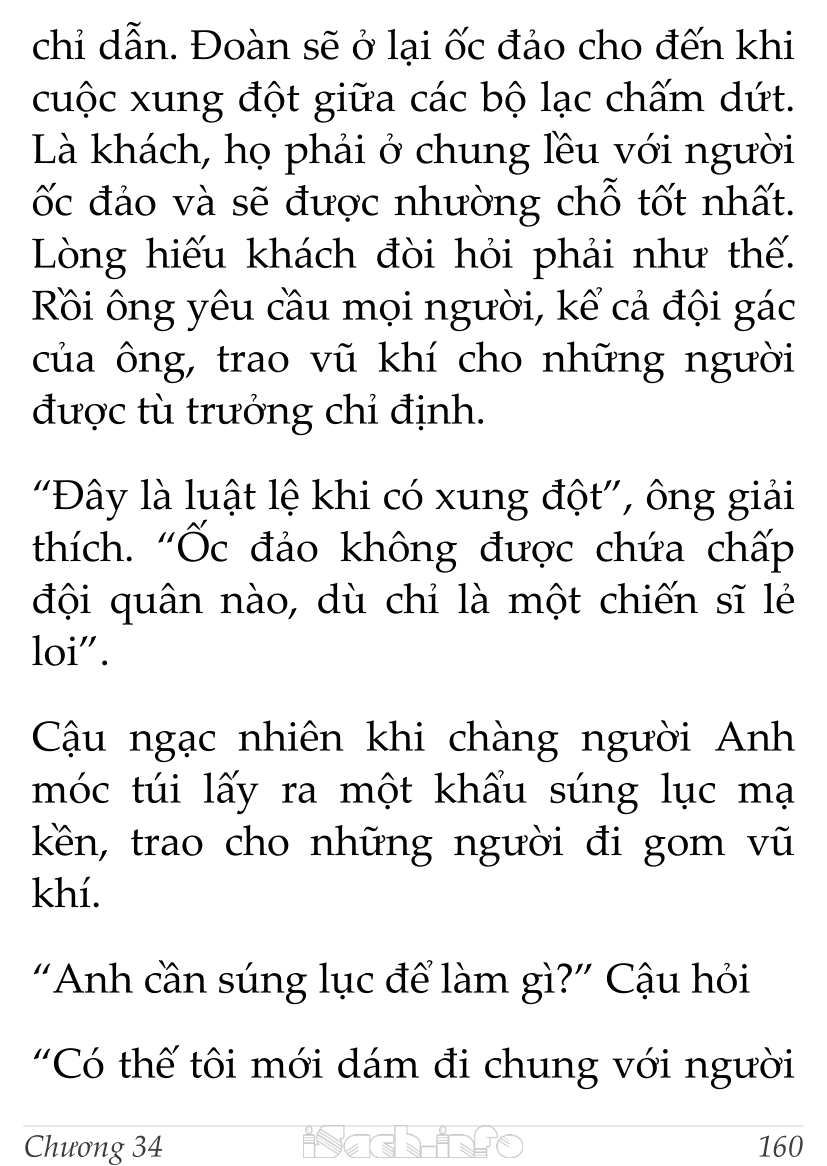 chỉ dẫn. Đoàn sẽ ở lại ốc đảo cho đến khi
cuộc xung đột giữa các bộ lạc chấm dứt.
Là khách, họ phải ở chung lều với người
ốc đảo và sẽ được nhường chỗ tốt nhất.
Lòng hiếu khách đòi hỏi phải như thế.
Rồi ông yêu cầu mọi người, kể cả đội gác
của ông, trao vũ khí cho những người
được tù trưởng chỉ định.
“Đây là luật lệ khi có xung đột”, ông giải
thích. “Ốc đảo không được chứa chấp
đội quân nào, dù chỉ là một chiến sĩ lẻ
loi”.
Cậu ngạc nhiên khi chàng người Anh
móc túi lấy ra một khẩu súng lục mạ
kền, trao cho những người đi gom vũ
khí.
“Anh cần súng lục để làm gì?” Cậu hỏi
“Có thế tôi mới dám đi chung với người
Chương 34 iSach.info 160